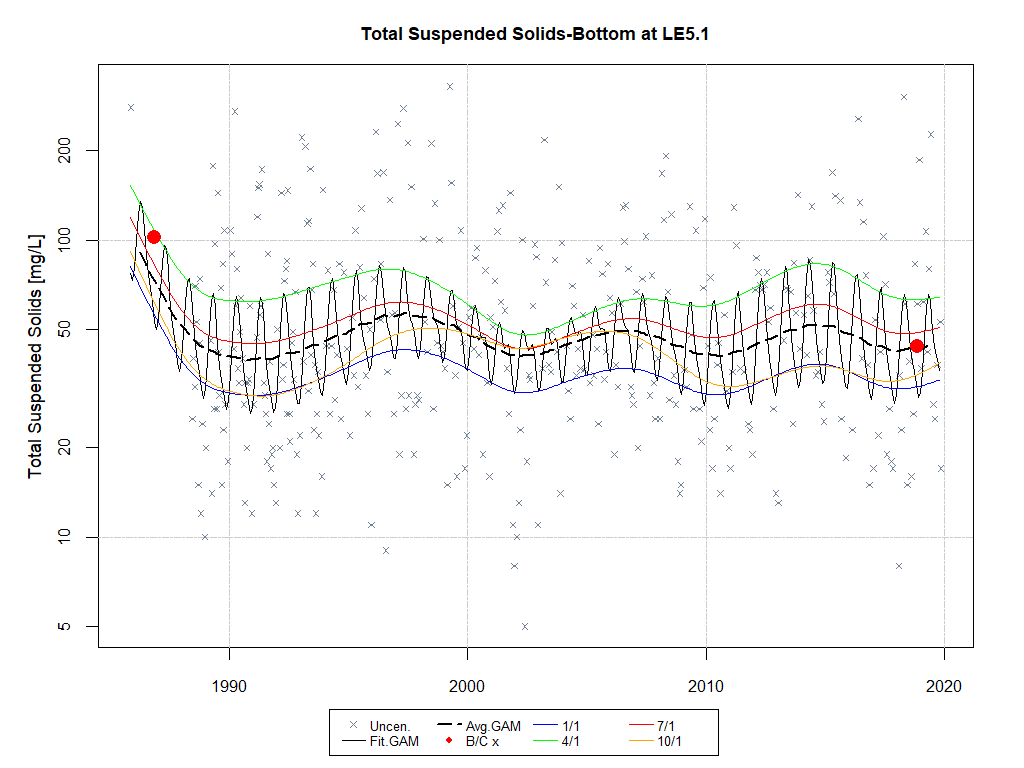 Total Suspended Solids-Bottom at LE5.1
Total Suspended Solids [mg/L]
200
100
50
20
10
5
1990 2000 2010 2020
Uncen. Avg.GAM 1/1 7/1
Fit.GAM B/C x 4/1 10/1